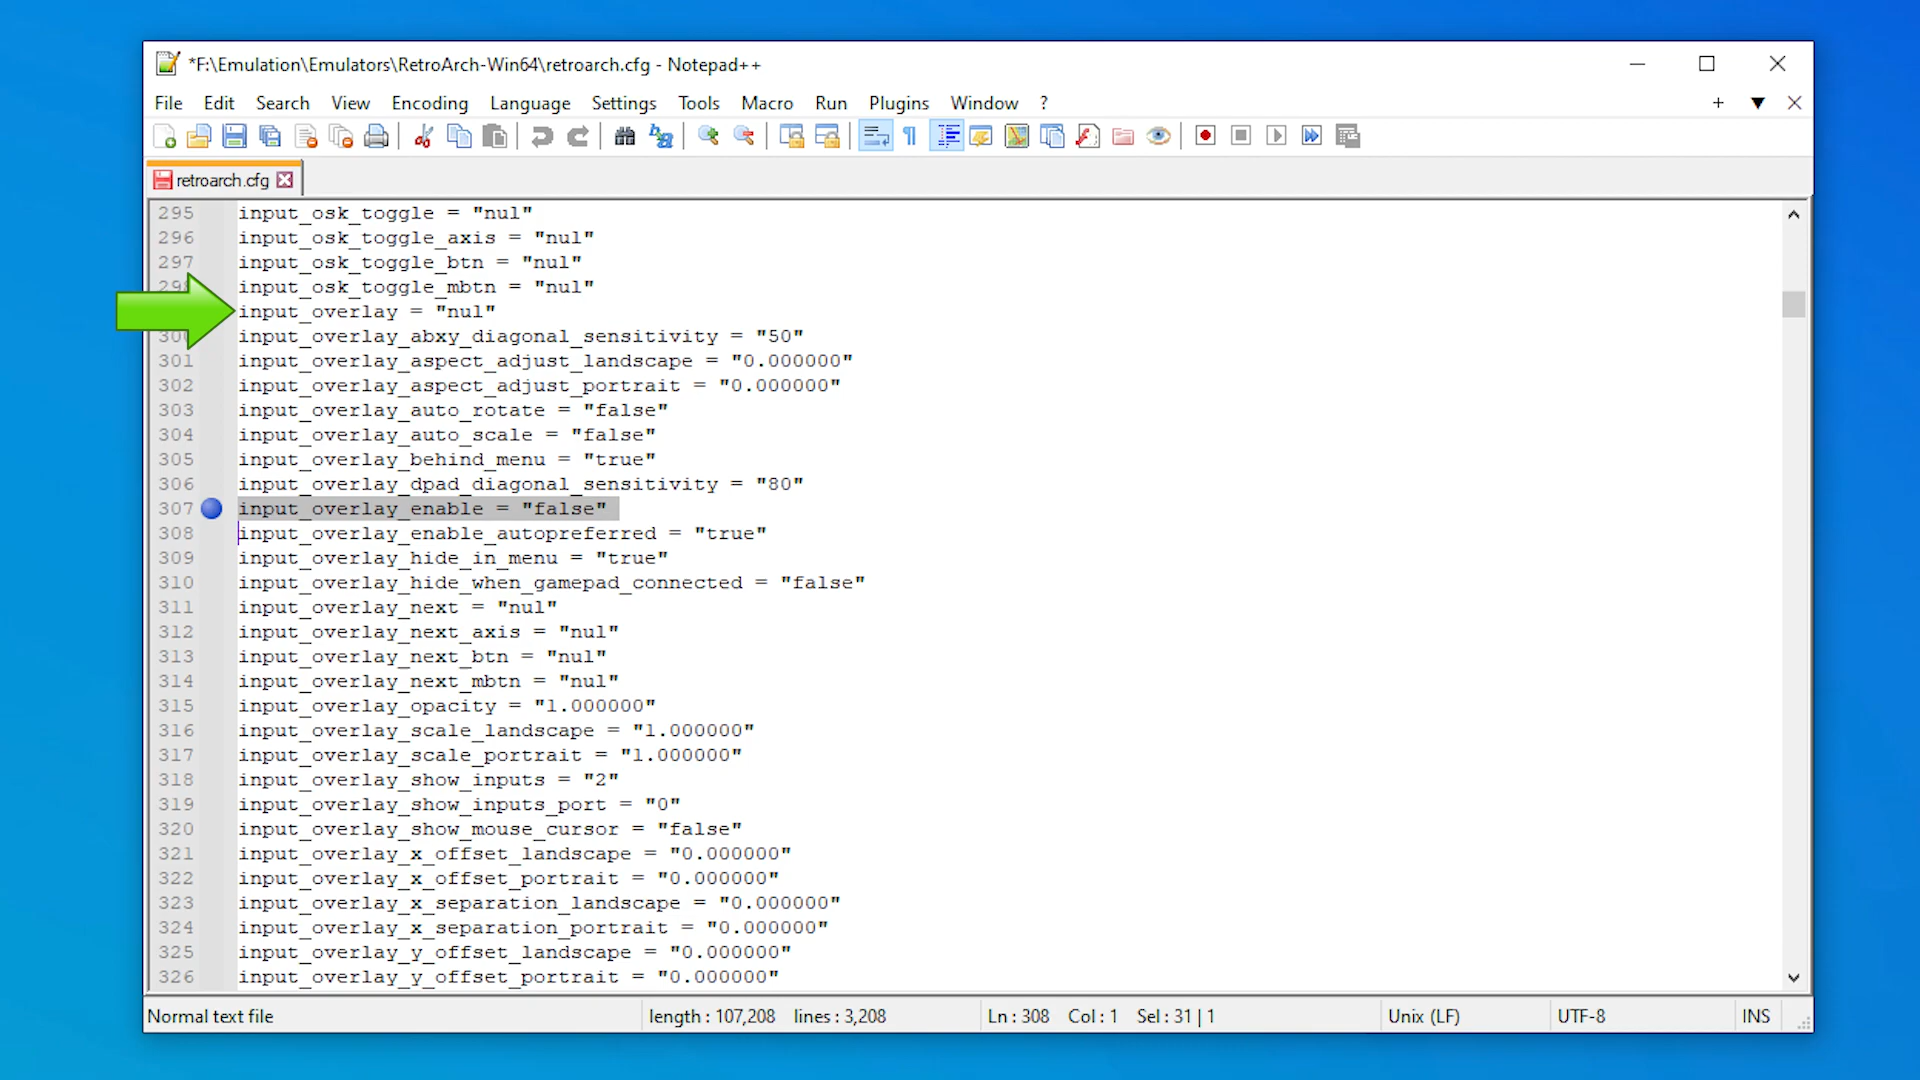 *F:\Emulation\Emulators\RetroArch-Win64\retroarch.cfg - Notepad++
File Edit Search View Encoding Language Settings Tools Macro Run Plugins Window ?
retroarch.cfg
295 input_osk_toggle = "nul"
296 input_osk_toggle_axis = "nul"
297 input_osk_toggle_btn = "nul"
298 input_osk_toggle_mbtn = "nul"
input_overlay = "nul"
300 input_overlay_abxy_diagonal_sensitivity = "50"
301 input_overlay_aspect_adjust_landscape = "0.000000"
302 input_overlay_aspect_adjust_portrait = "0.000000"
303 input_overlay_auto_rotate = "false"
304 input_overlay_auto_scale = "false"
305 input_overlay_behind_menu = "true"
306 input_overlay_dpad_diagonal_sensitivity = "80"
307 input_overlay_enable = "false"
308 input_overlay_enable_autopreferred = "true"
309 input_overlay_hide_in_menu = "true"
310 input_overlay_hide_when_gamepad_connected = "false"
311 input_overlay_next = "nul"
312 input_overlay_next_axis = "nul"
313 input_overlay_next_btn = "nul"
314 input_overlay_next_mbtn = "nul"
315 input_overlay_opacity = "1.000000"
316 input_overlay_scale_landscape = "1.000000"
317 input_overlay_scale_portrait = "1.000000"
318 input_overlay_show_inputs = "2"
319 input_overlay_show_inputs_port = "0"
320 input_overlay_show_mouse_cursor = "false"
321 input_overlay_x_offset_landscape = "0.000000"
322 input_overlay_x_offset_portrait = "0.000000"
323 input_overlay_x_separation_landscape = "0.000000"
324 input_overlay_x_separation_portrait = "0.000000"
325 input_overlay_y_offset_landscape = "0.000000"
326 input_overlay_y_offset_portrait = "0.000000"
Normal text file length : 107,208 lines : 3,208 Ln : 308 Col : 1 Sel : 31 | 1 Unix (LF) UTF-8 INS